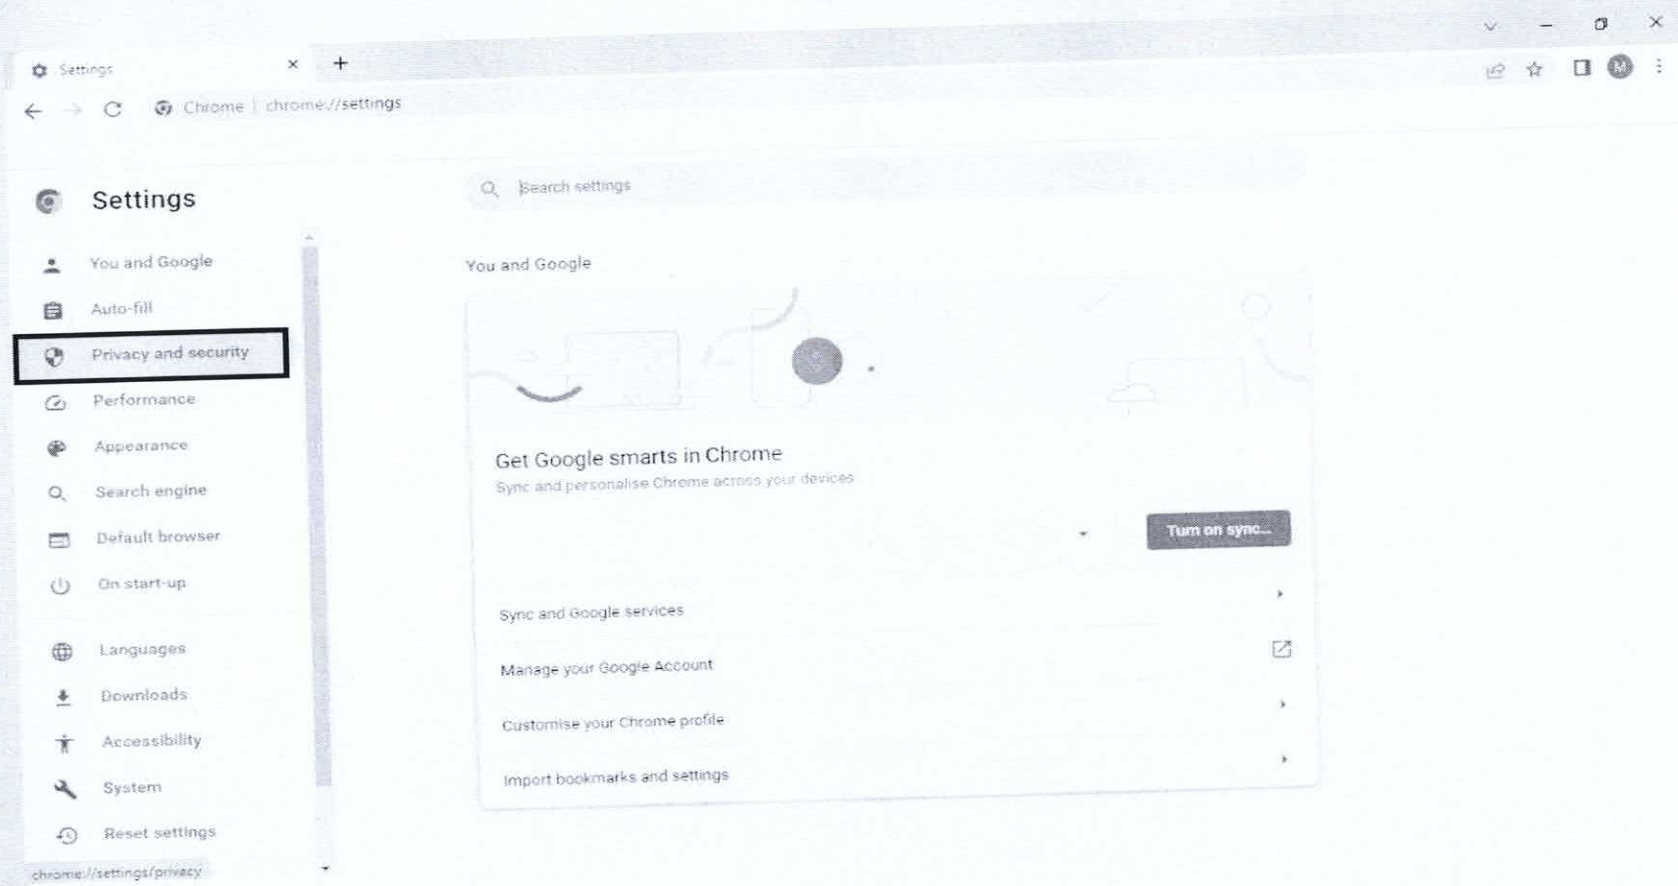 Settings
Chrome | chrome://settings
M
Settings
Search settings
You and Google
Auto-fill
Privacy and security
Performance
Appearance
Search engine
Default browser
On start-up
Languages
Downloads
Accessibility
System
Reset settings
chrome://settings/privacy
You and Google
Get Google smarts in Chrome
Sync and personalise Chrome across your devices
Turn on sync...
Sync and Google services
Manage your Google Account
Customise your Chrome profile
Import bookmarks and settings